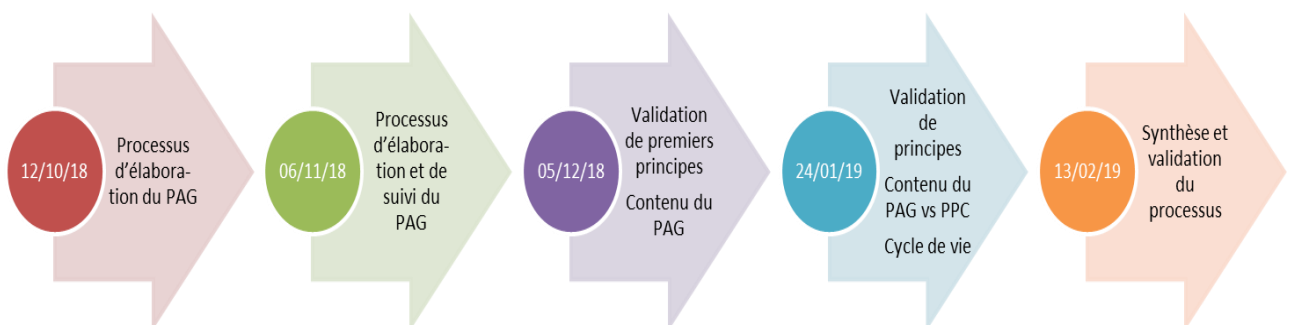 12/10/18
Processus
d'élabora-
tion du PAG
06/11/18
Processus
d'élabora-
tion et de
suivi du
PAG
05/12/18
Validation
de premiers
principes
Contenu du
PAG
24/01/19
Validation
de
principes
Contenu du
PAG vs PPC
Cycle de vie
13/02/19
Synthèse et
validation
du
processus